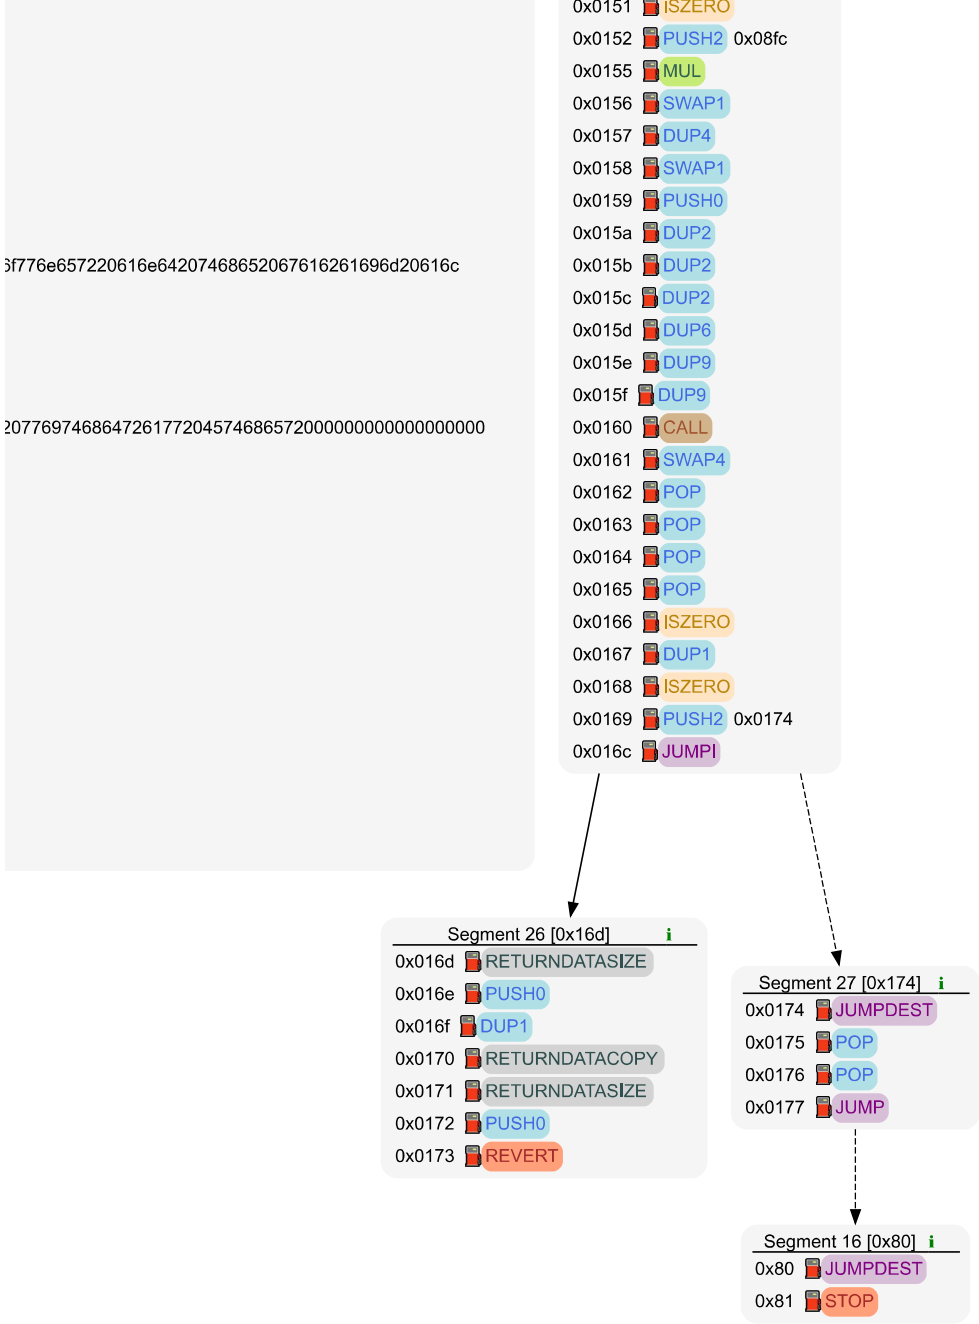 6f776e657220616e642074686520676162616 1696d20616c
20776974686472617720457468657200000000000000000
0x0151 ISZERO
0x0152 PUSH2 0x08fc
0x0155 MUL
0x0156 SWAP1
0x0157 DUP4
0x0158 SWAP1
0x0159 PUSH0
0x015a DUP2
0x015b DUP2
0x015c DUP2
0x015d DUP6
0x015e DUP9
0x015f DUP9
0x0160 CALL
0x0161 SWAP4
0x0162 POP
0x0163 POP
0x0164 POP
0x0165 POP
0x0166 ISZERO
0x0167 DUP1
0x0168 ISZERO
0x0169 PUSH2 0x0174
0x016c JUMPI
Segment 26 [0x16d] i
0x016d RETURNDATASIZE
0x016e PUSH0
0x016f DUP1
0x0170 RETURNDATACOPY
0x0171 RETURNDATASIZE
0x0172 PUSH0
0x0173 REVERT
Segment 27 [0x174] i
0x0174 JUMPDEST
0x0175 POP
0x0176 POP
0x0177 JUMP
Segment 16 [0x80] i
0x80 JUMPDEST
0x81 STOP